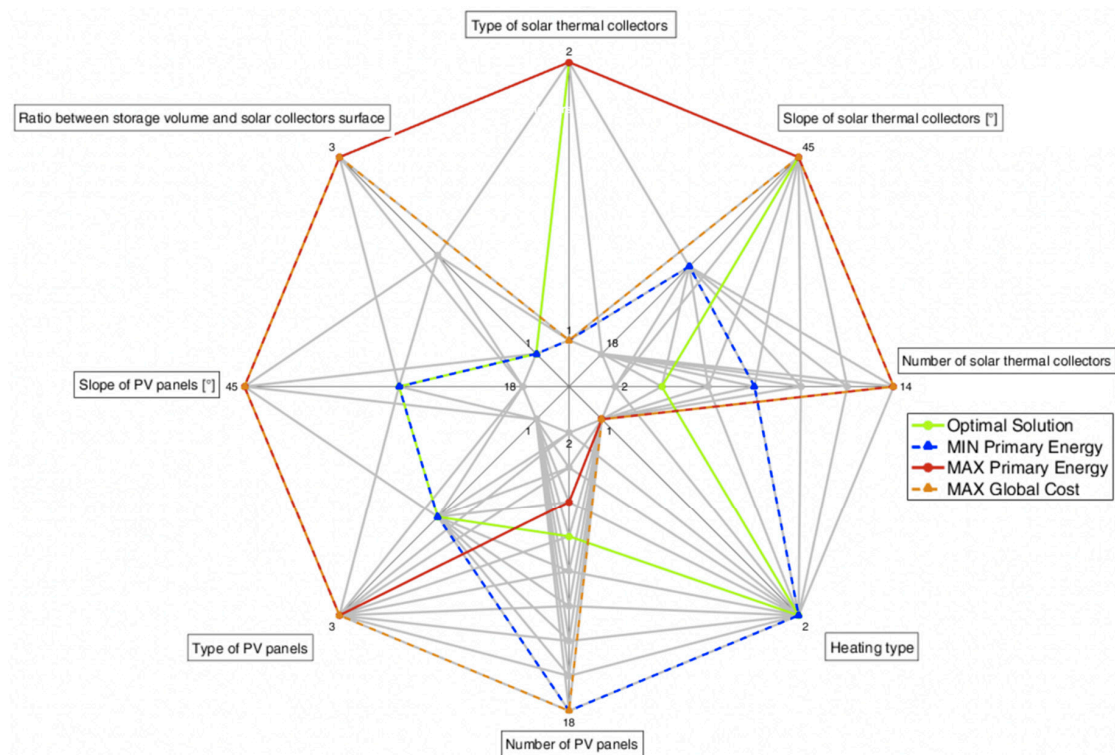 Type of solar thermal collectors
2
Ratio between storage volume and solar collectors surface
Slope of solar thermal collectors [°]
3
45
1
1
18
Number of solar thermal collectors
Slope of PV panels [°]
45
18
2
14
1
2
1
Optimal Solution
MIN Primary Energy
MAX Primary Energy
MAX Global Cost
3
2
Type of PV panels
Heating type
18
Number of PV panels